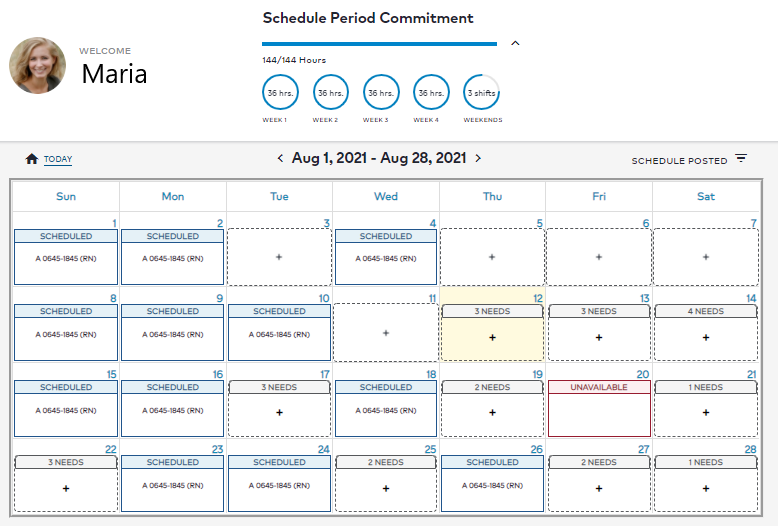 Schedule Period Commitment
WELCOME
Maria
144/144 Hours
36 hrs. 36 hrs. 36 hrs. 36 hrs. 3 shifts
WEEK 1 WEEK 2 WEEK 3 WEEK 4 WEEKENDS
TODAY < Aug 1, 2021 - Aug 28, 2021 > SCHEDULE POSTED
Sun Mon Tue Wed Thu Fri Sat
1 2 3 4 5 6 7
SCHEDULED SCHEDULED SCHEDULED
A 0645-1845 (RN) A 0645-1845 (RN) + A 0645-1845 (RN) + + +
8 9 10 11 12 13 14
SCHEDULED SCHEDULED SCHEDULED 3 NEEDS 3 NEEDS 4 NEEDS
A 0645-1845 (RN) A 0645-1845 (RN) A 0645-1845 (RN) + + + +
15 16 17 18 19 20 21
SCHEDULED SCHEDULED 3 NEEDS SCHEDULED 2 NEEDS UNAVAILABLE 1 NEEDS
A 0645-1845 (RN) A 0645-1845 (RN) + A 0645-1845 (RN) + +
22 23 24 25 26 27 28
3 NEEDS SCHEDULED SCHEDULED 2 NEEDS SCHEDULED 2 NEEDS 1 NEEDS
+ A 0645-1845 (RN) A 0645-1845 (RN) + A 0645-1845 (RN) + +